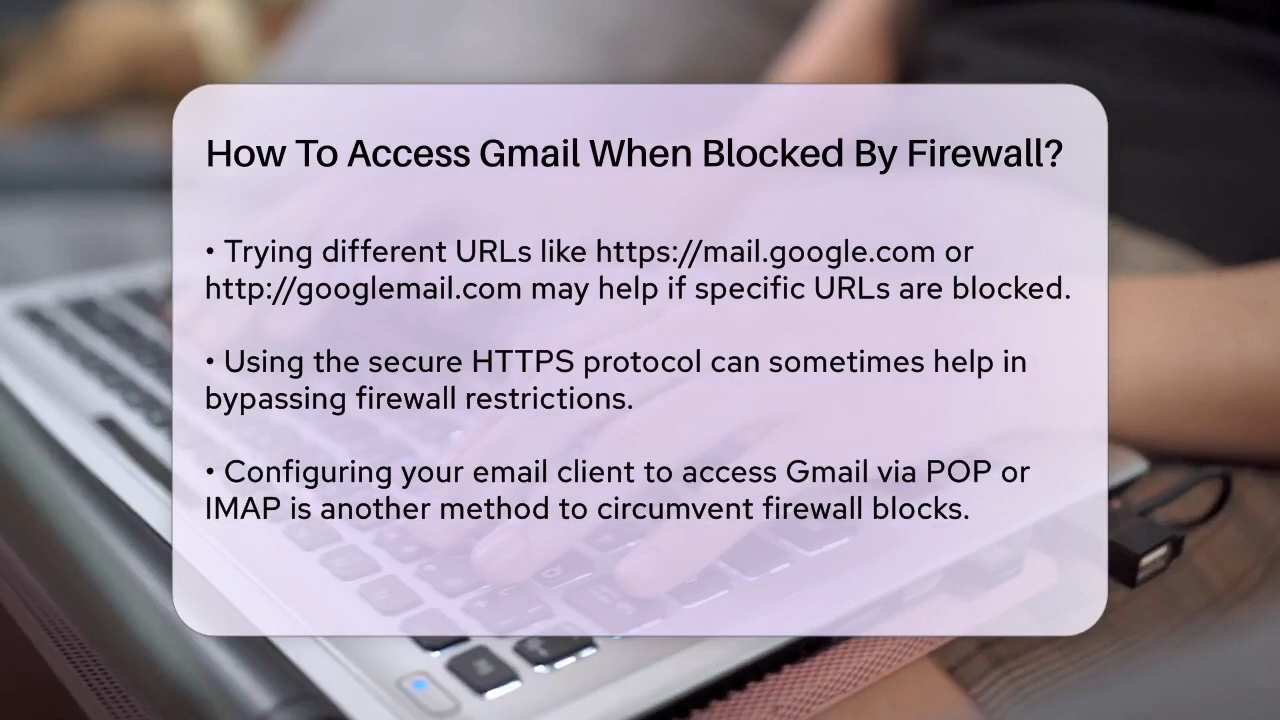 How To Access Gmail When Blocked By Firewall?
• Trying different URLs like https://mail.google.com or
http://googlemail.com may help if specific URLs are blocked.
• Using the secure HTTPS protocol can sometimes help in
bypassing firewall restrictions.
• Configuring your email client to access Gmail via POP or
IMAP is another method to circumvent firewall blocks.